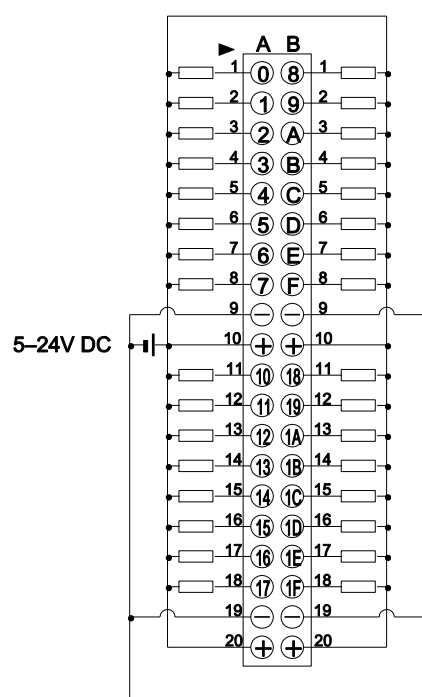 A B
1 0 8 1
2 1 9 2
3 2 A 3
4 3 B 4
5 4 C 5
6 5 D 6
7 6 E 7
8 7 F 8
9 − − 9
5–24V DC 10 + + 10
11 10 18 11
12 11 19 12
13 12 1A 13
14 13 1B 14
15 14 1C 15
16 15 1D 16
17 16 1E 17
18 17 1F 18
19 − − 19
20 + + 20